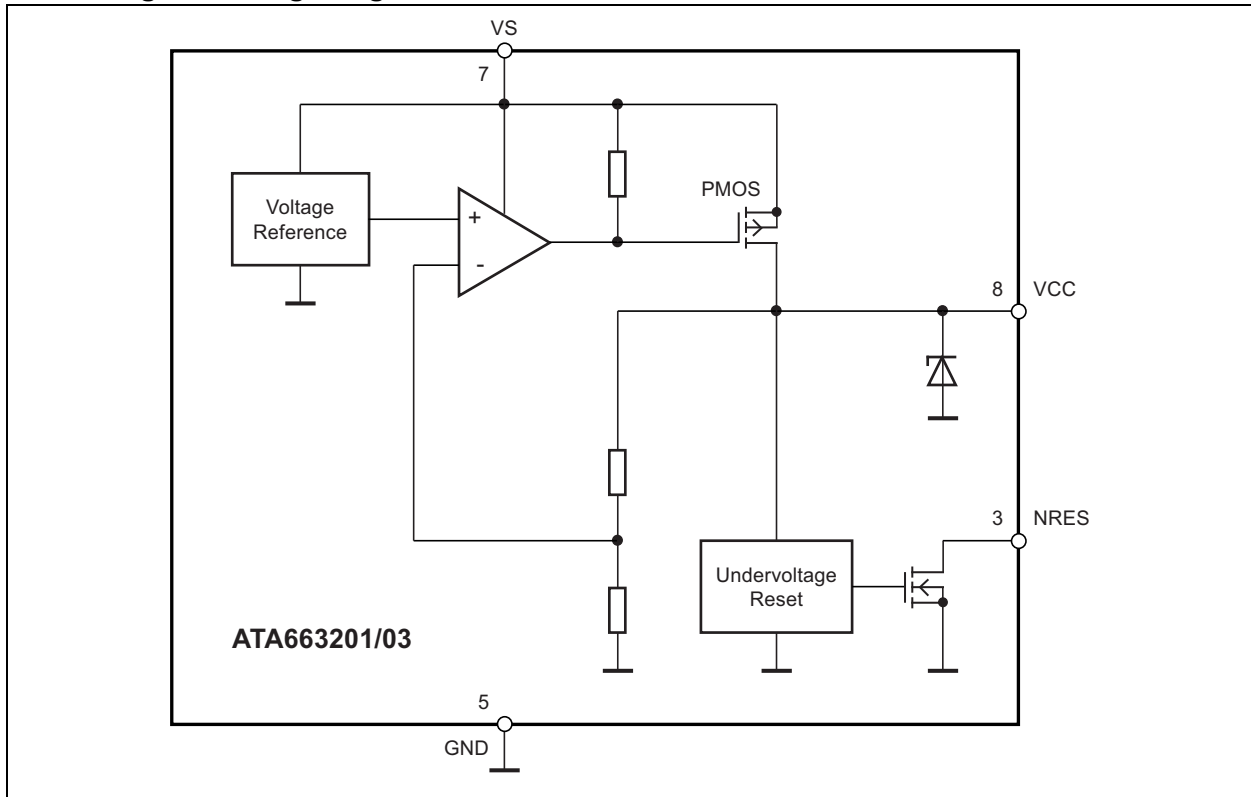 VS
7
PMOS
Voltage
Reference
+
-
8 VCC
3 NRES
Undervoltage
Reset
ATA663201/03
5
GND